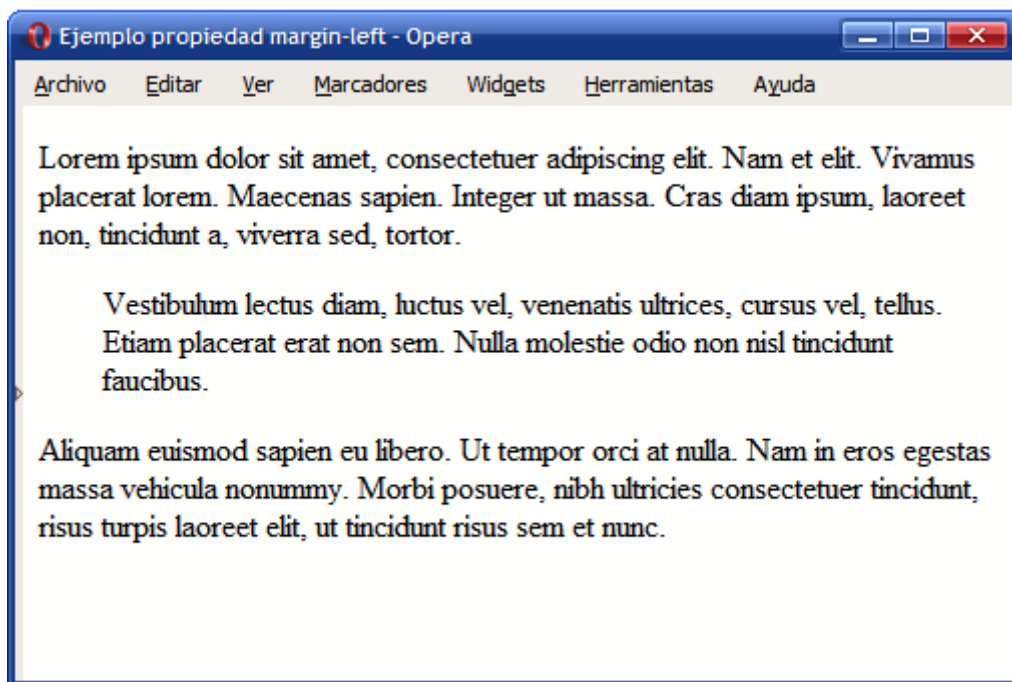 Ejemplo propiedad margin-left - Opera
Archivo Editar Ver Marcadores Widgets Herramientas Ayuda
Lorem ipsum dolor sit amet, consectetuer adipiscing elit. Nam et elit. Vivamus
placerat lorem. Maecenas sapien. Integer ut massa. Cras diam ipsum, laoreet
non, tincidunt a, viverra sed, tortor.
Vestibulum lectus diam, luctus vel, venenatis ultrices, cursus vel, tellus.
Etiam placerat erat non sem. Nulla molestie odio non nisl tincidunt
faucibus.
Aliquam euismod sapien eu libero. Ut tempor orci at nulla. Nam in eros egestas
massa vehicula nonummy. Morbi posuere, nibh ultricies consectetuer tincidunt,
risus turpis laoreet elit, ut tincidunt risus sem et nunc.